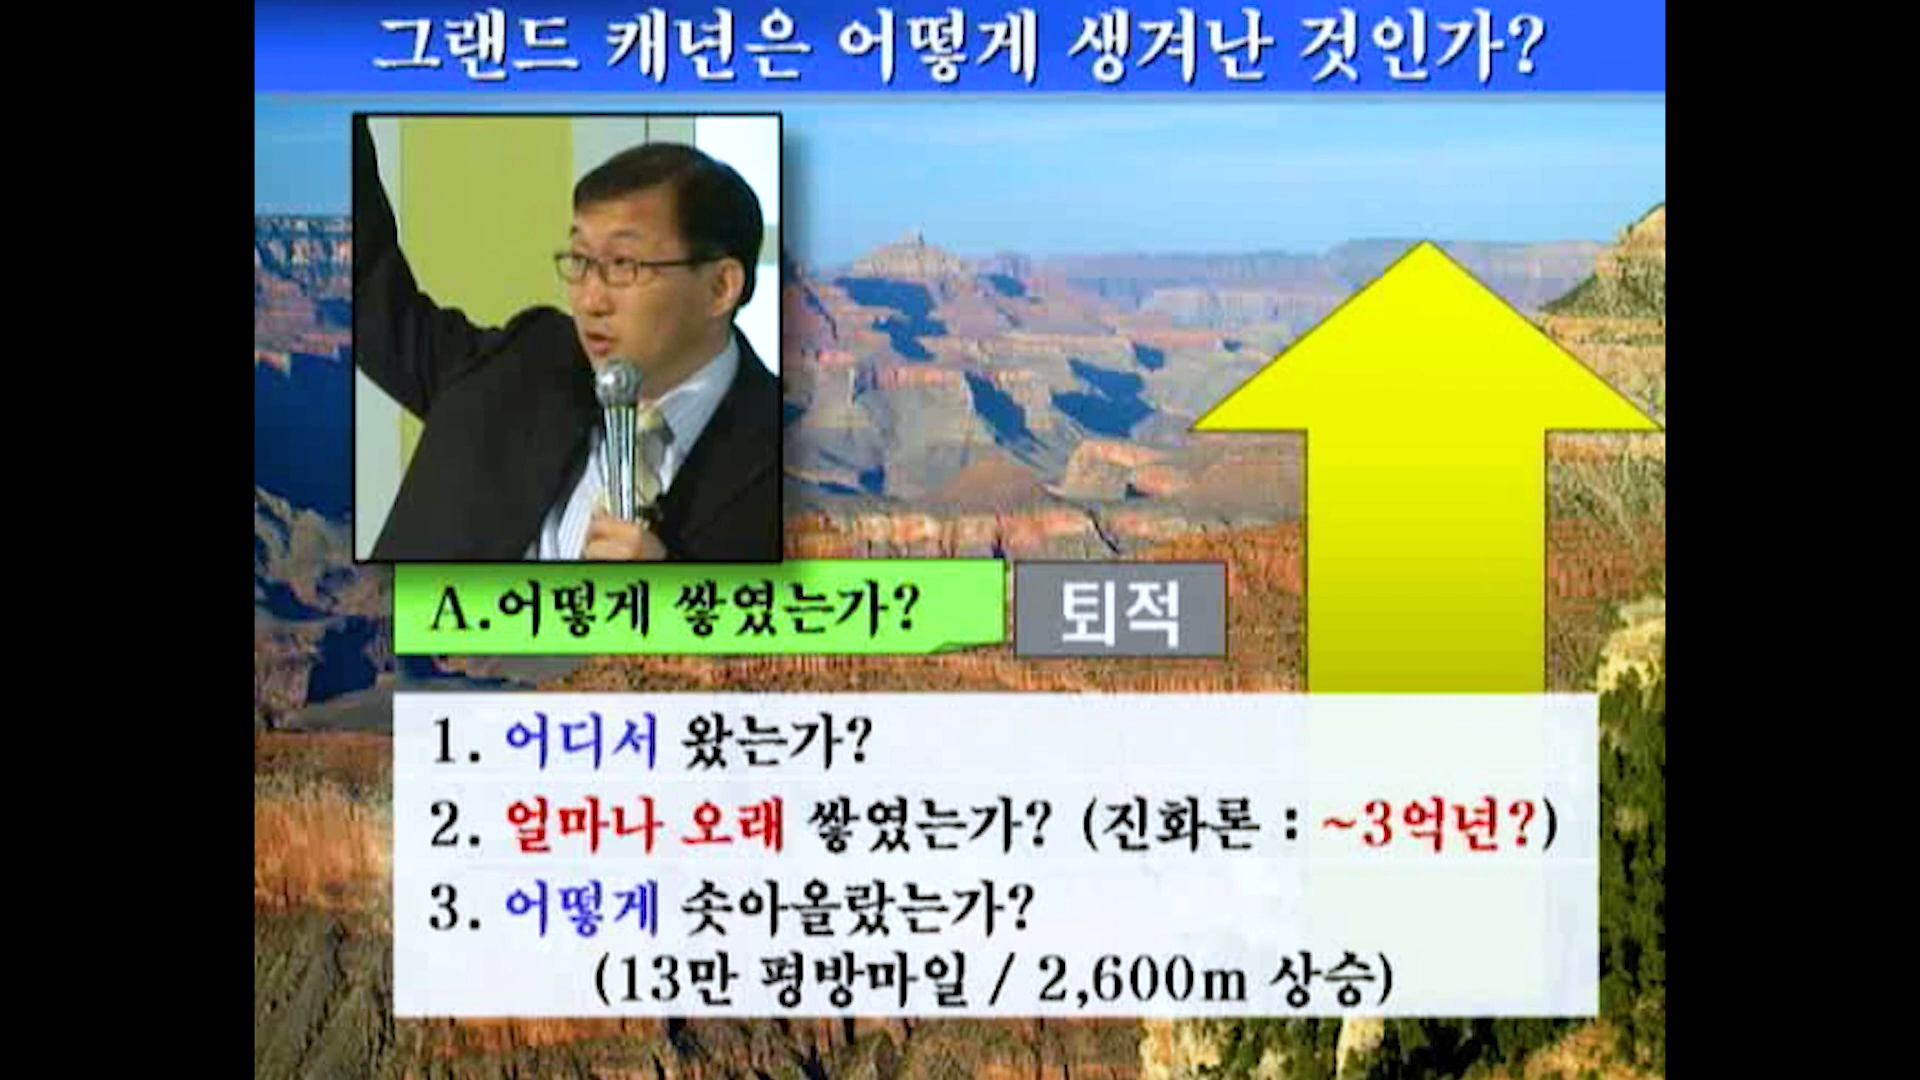 그랜드 캐년은 어떻게 생겨난 것인가?
A.어떻게 쌓였는가?
퇴적
1. 어디서 왔는가?
2. 얼마나 오래 쌓였는가? (진화론 : ~3억년?)
3. 어떻게 솟아올랐는가?
(13만 평방마일 / 2,600m 상승)